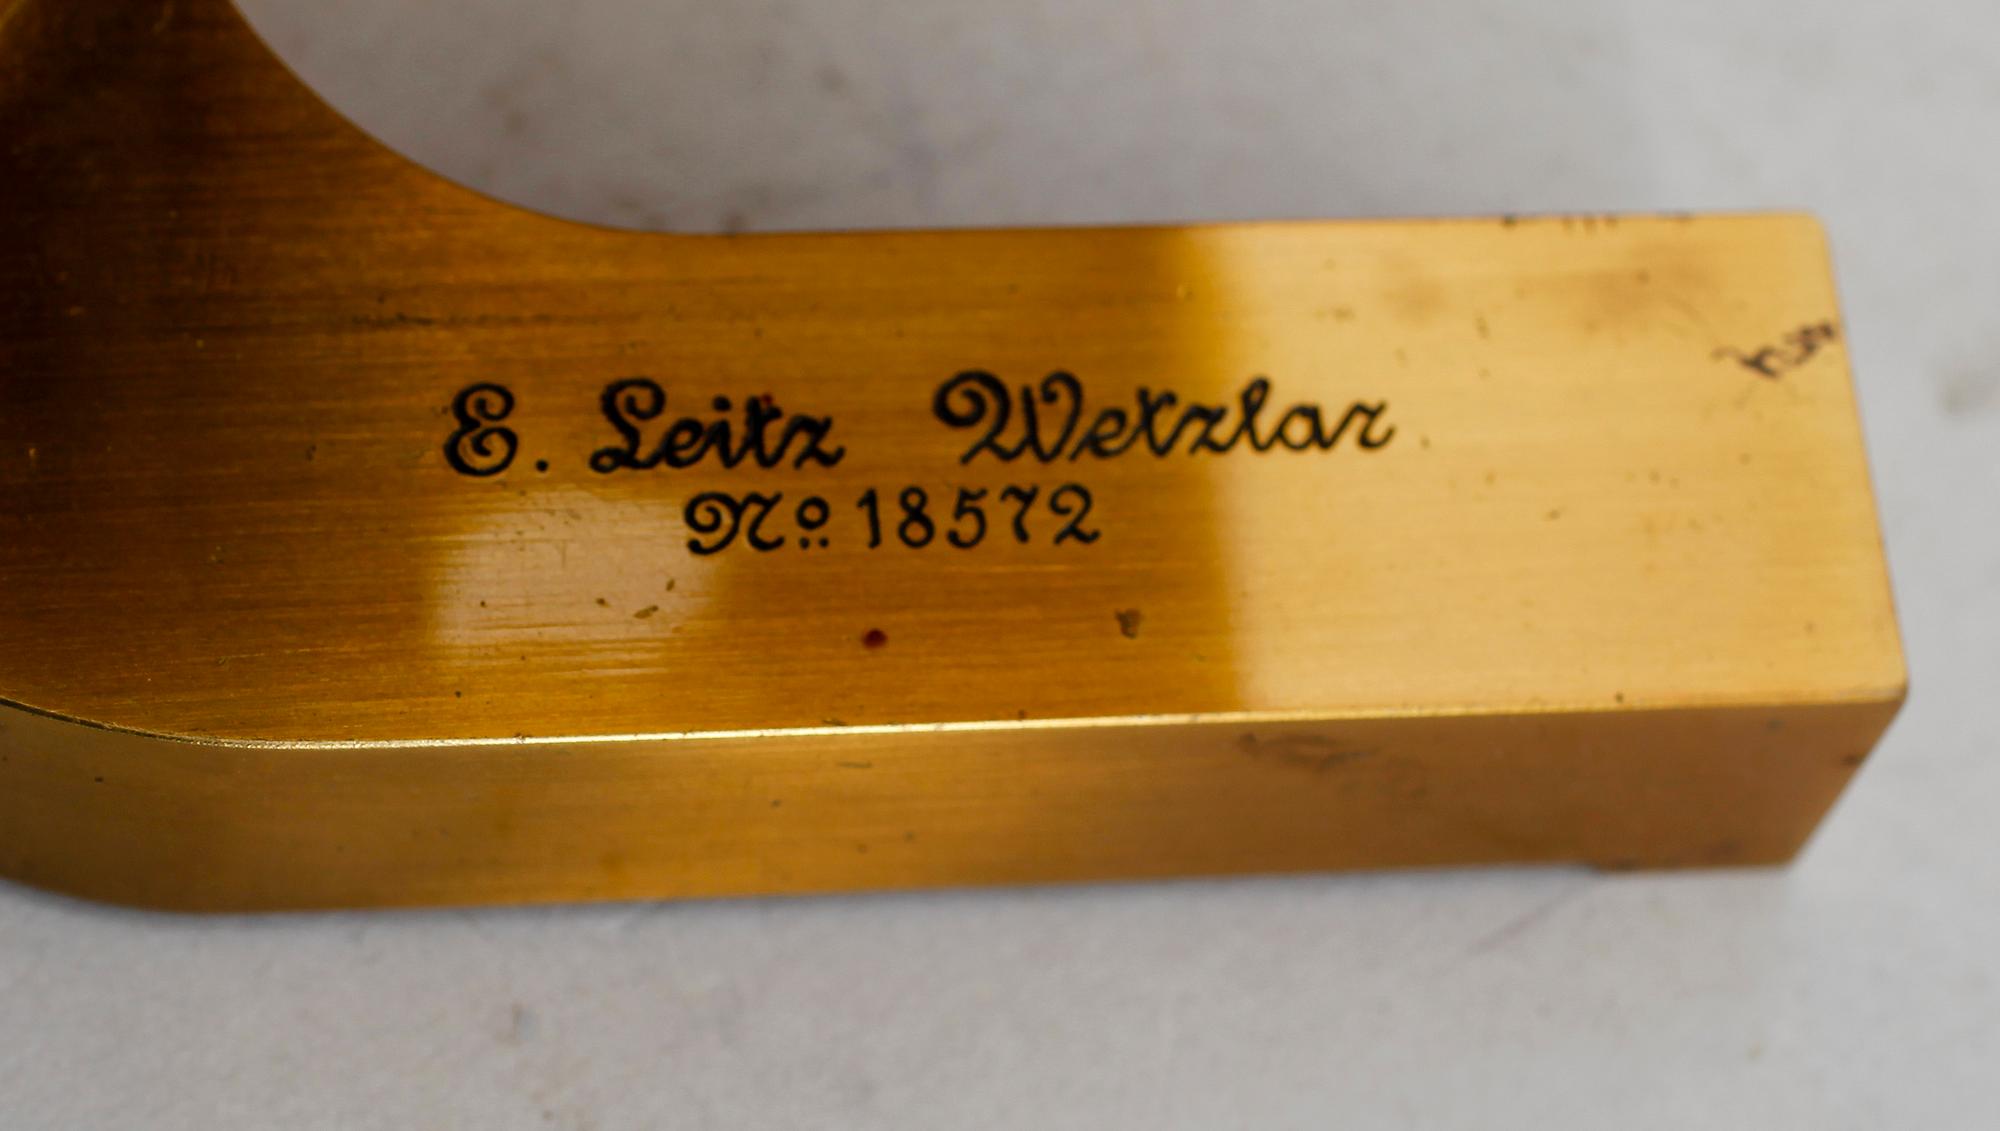 E. Leitz Wetzlar
No. 18572